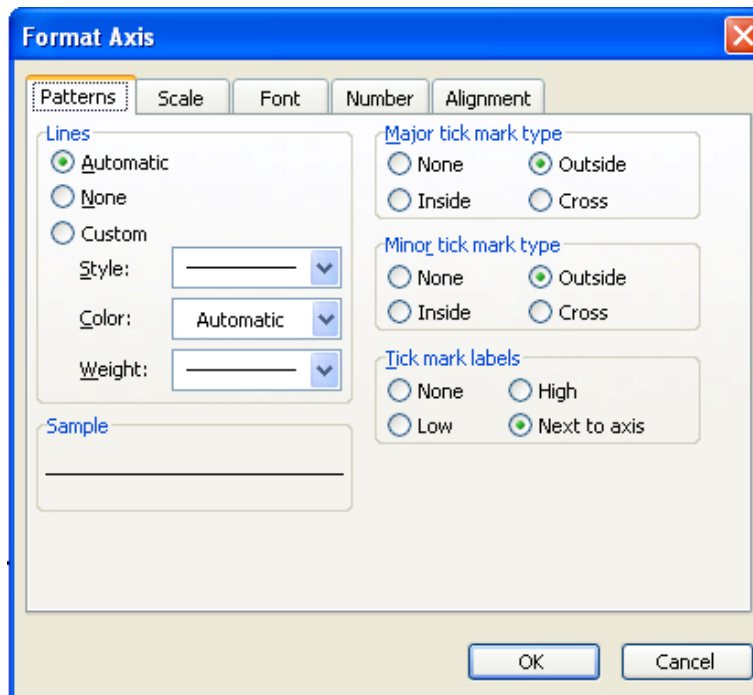 Format Axis
Patterns Scale Font Number Alignment
Lines
Automatic
None
Custom
Style:
Color: Automatic
Weight:
Sample
Major tick mark type
None Outside
Inside Cross
Minor tick mark type
None Outside
Inside Cross
Tick mark labels
None High
Low Next to axis
OK Cancel